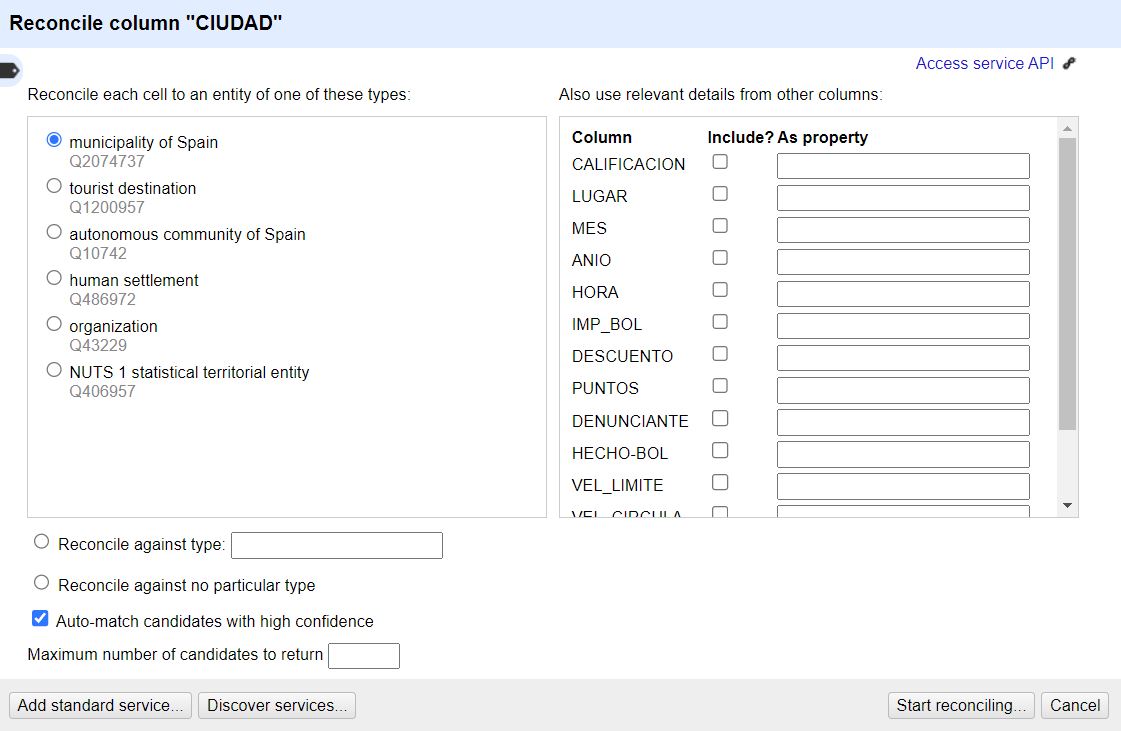 Reconcile column "CIUDAD"
Access service API
Reconcile each cell to an entity of one of these types:
municipality of Spain
Q2074737
tourist destination
Q1200957
autonomous community of Spain
Q10742
human settlement
Q486972
organization
Q43229
NUTS 1 statistical territorial entity
Q406957
Also use relevant details from other columns:
Column Include? As property
CALIFICACION
LUGAR
MES
ANIO
HORA
IMP_BOL
DESCUENTO
PUNTOS
DENUNCIANTE
HECHO-BOL
VEL_LIMITE
VEL_CIRCULA
Reconcile against type:
Reconcile against no particular type
Auto-match candidates with high confidence
Maximum number of candidates to return
Add standard service... Discover services... Start reconciling... Cancel